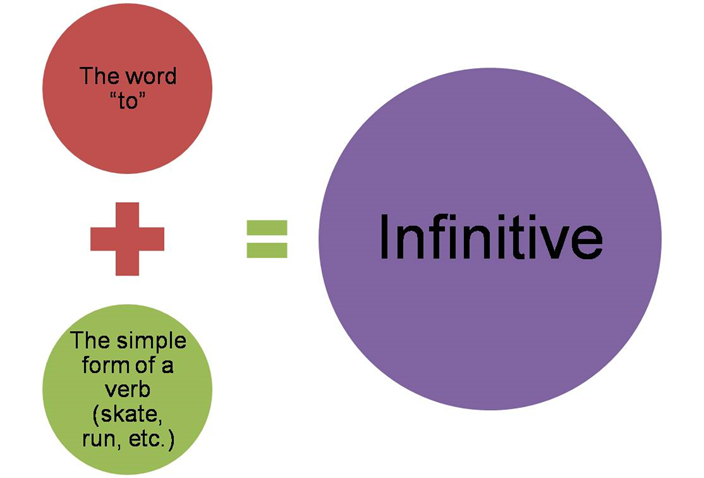 The word
“to”
The simple
form of a
verb
(skate,
run, etc.)
Infinitive